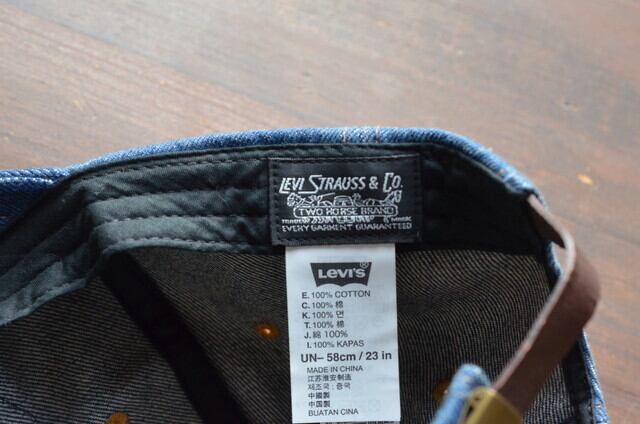 LEVI STRAUSS & CO.
TWO HORSE BRAND
TRADE MARK
EVERY GARMENT GUARANTEED
LEVI'S
E. 100% COTTON
C. 100% 棉
K. 100% 면
T. 100% 棉
J. 綿 100%
I. 100% KAPAS
UN– 58cm / 23 in
MADE IN CHINA
江苏淮安制造
제조국 : 중국
中國製
中国製
BUATAN CINA